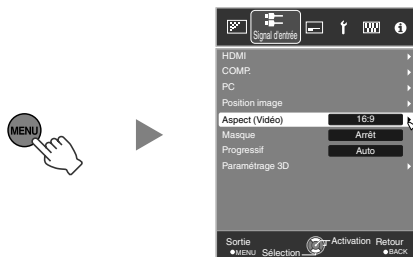 Signal d'entrée
MENU
HDMI
COMP.
PC
Position image
Aspect (Vidéo) 16:9
Masque Arrêt
Progressif Auto
Paramétrage 3D
Sortie Activation Retour
MENU Sélection BACK